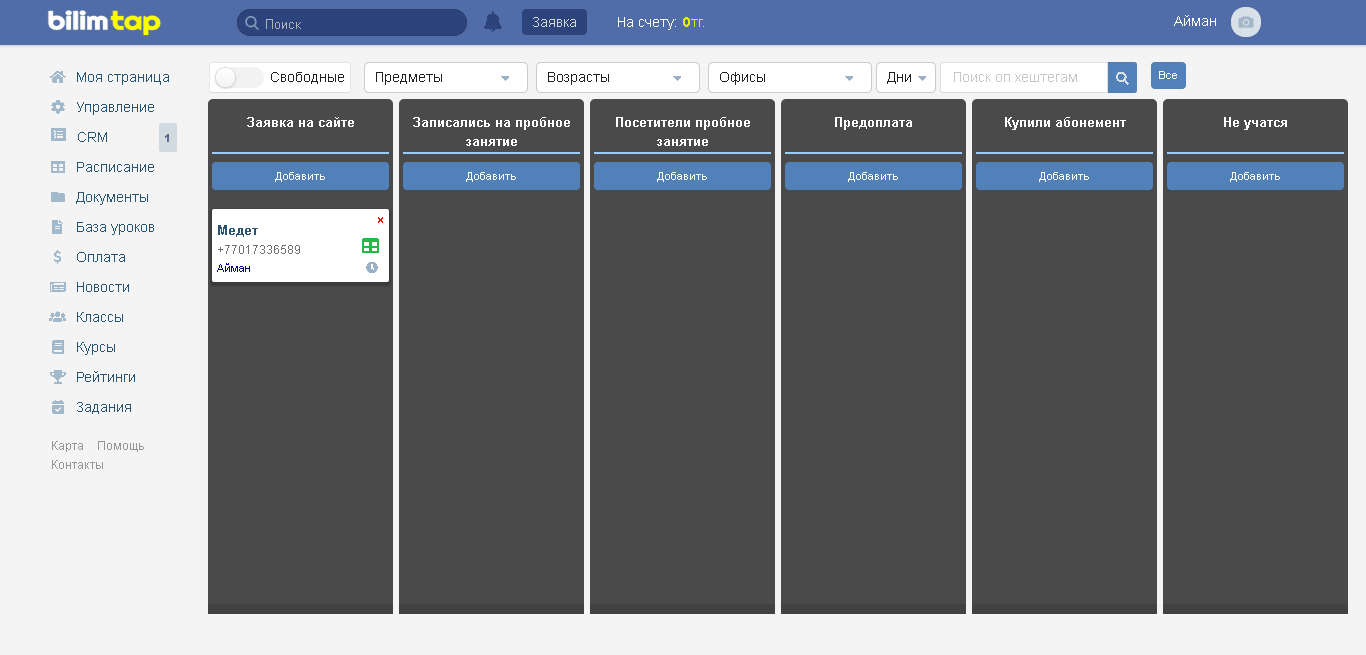 bilimtap
Поиск
Заявка
На счету: 0тг.
Айман
Моя страница
Управление
CRM
1
Расписание
Документы
База уроков
Оплата
Новости
Классы
Курсы
Рейтинги
Задания
Карта Помощь
Контакты
Свободные
Предметы
Возрасты
Офисы
Дни
Поиск оп хештегам
Все
Заявка на сайте
Добавить
Медет
+77017336589
Айман
Записались на пробное
занятие
Добавить
Посетители пробное
занятие
Добавить
Предоплата
Добавить
Купили абонемент
Добавить
Не учатся
Добавить